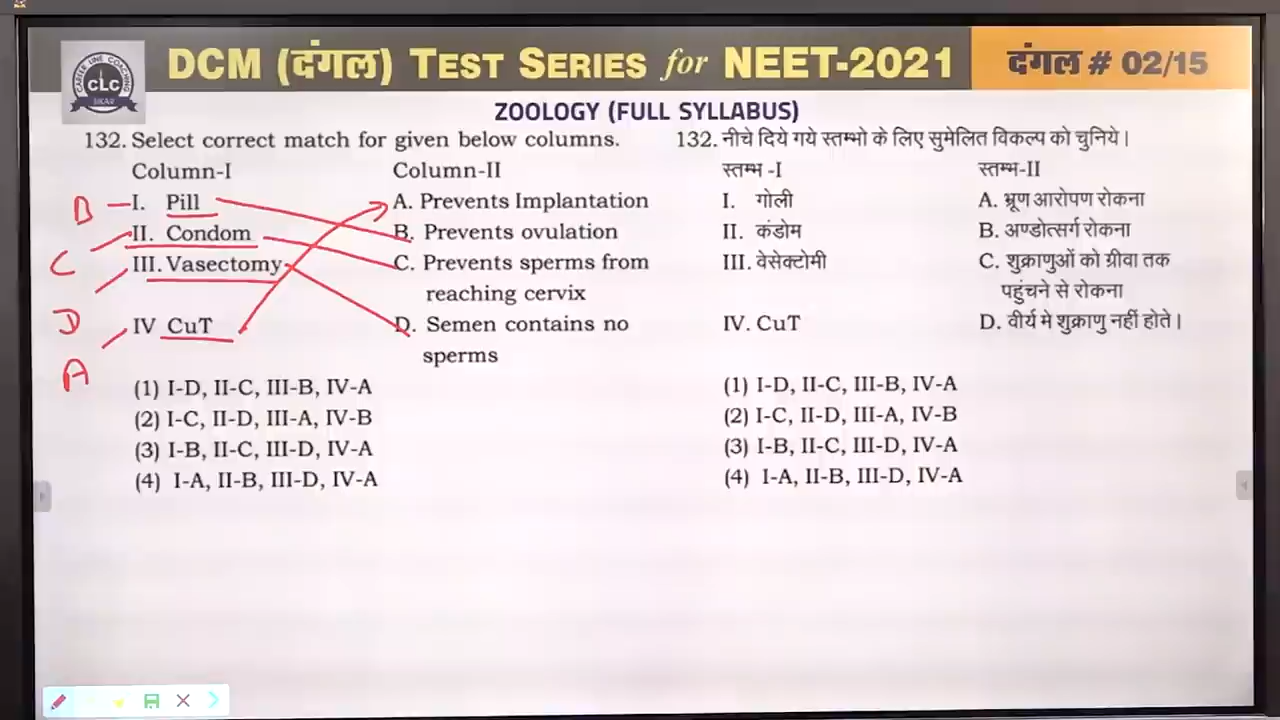 DCM (दंगल) TEST SERIES for NEET-2021
दंगल # 02/15
CAREER LINE COACHING
CLC
SIKAR
ZOOLOGY (FULL SYLLABUS)
132. Select correct match for given below columns.
Column-I Column-II
B I. Pill A. Prevents Implantation
C II. Condom B. Prevents ovulation
D III. Vasectomy C. Prevents sperms from
reaching cervix
A IV CuT D. Semen contains no
sperms
(1) I-D, II-C, III-B, IV-A
(2) I-C, II-D, III-A, IV-B
(3) I-B, II-C, III-D, IV-A
(4) I-A, II-B, III-D, IV-A
132. नीचे दिये गये स्तम्भो के लिए सुमेलित विकल्प को चुनिये।
स्तम्भ -I स्तम्भ-II
I. गोली A. भ्रूण आरोपण रोकना
II. कंडोम B. अण्डोत्सर्ग रोकना
III. वेसेक्टोमी C. शुक्राणुओं को ग्रीवा तक
पहुंचने से रोकना
IV. CuT D. वीर्य मे शुक्राणु नहीं होते।
(1) I-D, II-C, III-B, IV-A
(2) I-C, II-D, III-A, IV-B
(3) I-B, II-C, III-D, IV-A
(4) I-A, II-B, III-D, IV-A